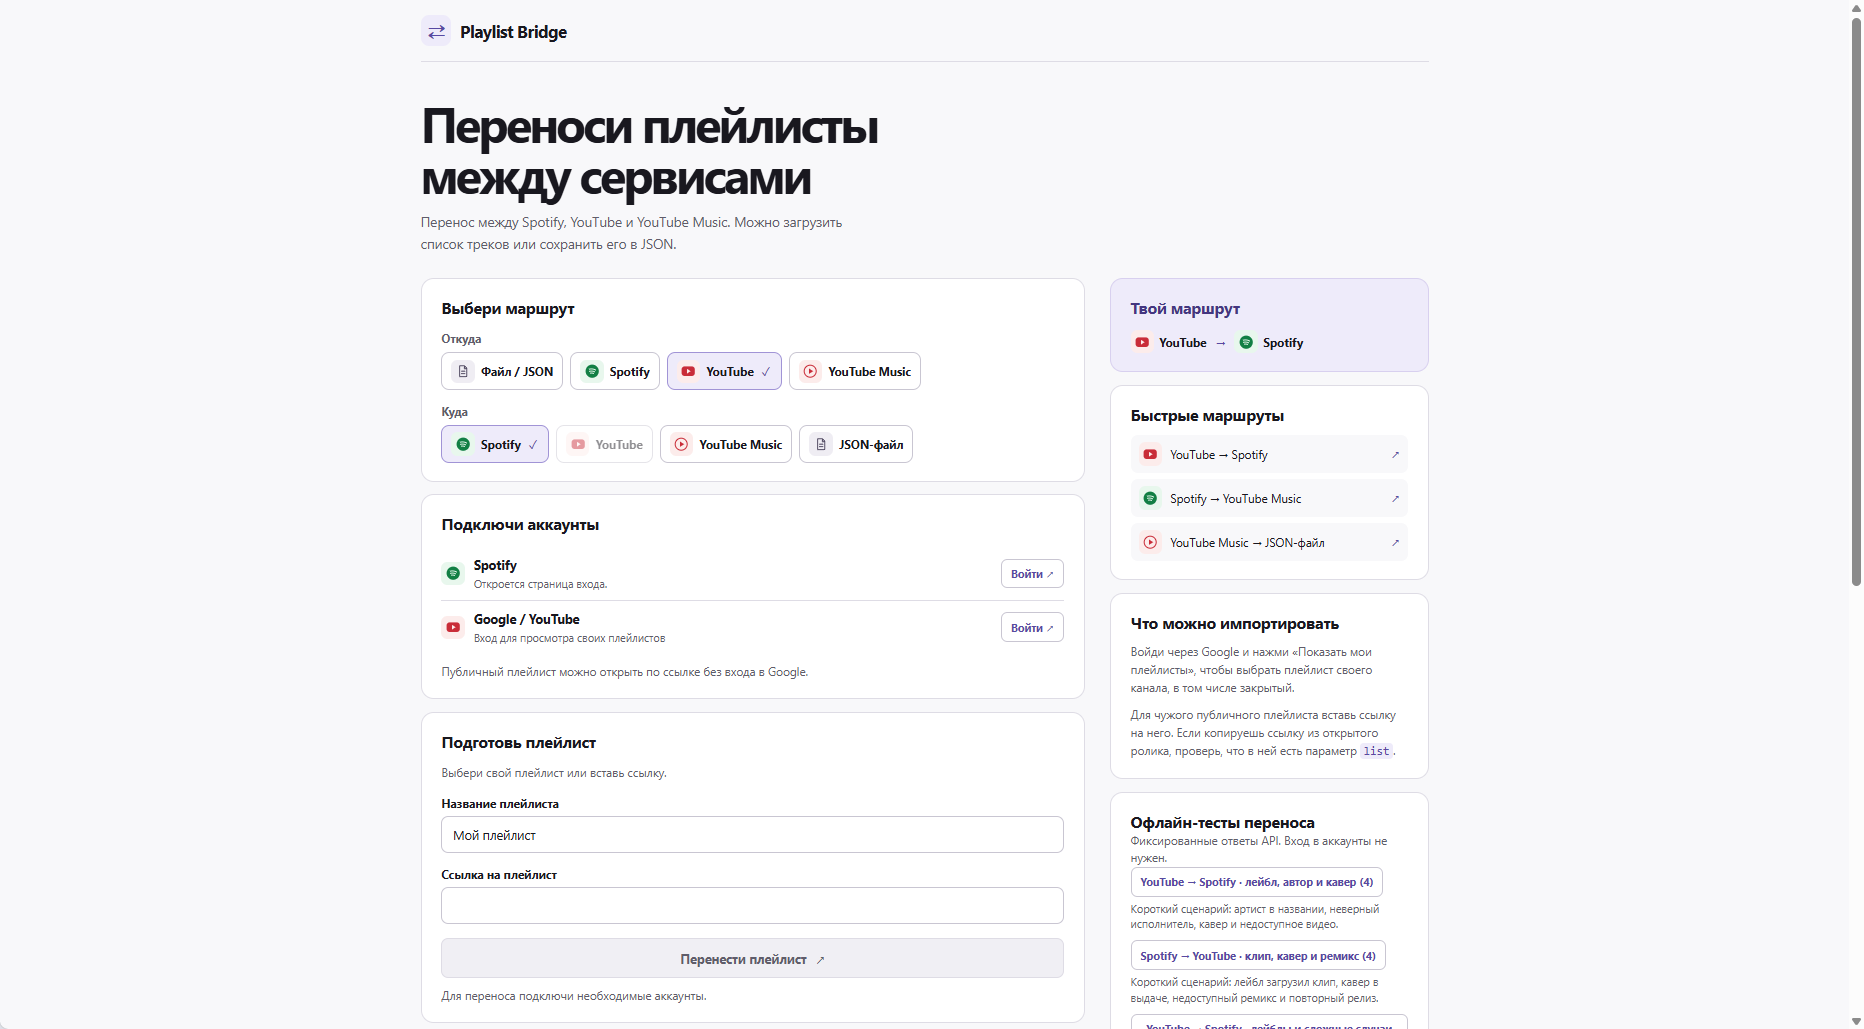 Playlist Bridge
Переноси плейлисты
между сервисами
Перенос между Spotify, YouTube и YouTube Music. Можно загрузить
список треков или сохранить его в JSON.
Выбери маршрут
Откуда
Файл / JSON
Spotify
YouTube ✓
YouTube Music
Куда
Spotify ✓
YouTube
YouTube Music
JSON-файл
Подключи аккаунты
Spotify
Откроется страница входа.
Войти ↗
Google / YouTube
Вход для просмотра своих плейлистов
Войти ↗
Публичный плейлист можно открыть по ссылке без входа в Google.
Подготовь плейлист
Выбери свой плейлист или вставь ссылку.
Название плейлиста
Мой плейлист
Ссылка на плейлист
Перенести плейлист ↗
Для переноса подключи необходимые аккаунты.
Твой маршрут
YouTube → Spotify
Быстрые маршруты
YouTube → Spotify ↗
Spotify → YouTube Music ↗
YouTube Music → JSON-файл ↗
Что можно импортировать
Войди через Google и нажми «Показать мои
плейлисты», чтобы выбрать плейлист своего
канала, в том числе закрытый.
Для чужого публичного плейлиста вставь ссылку
на него. Если копируешь ссылку из открытого
ролика, проверь, что в ней есть параметр list.
Офлайн-тесты переноса
Фиксированные ответы API. Вход в аккаунты не
нужен.
YouTube → Spotify · лейбл, автор и кавер (4)
Короткий сценарий: артист в названии, неверный
исполнитель, кавер и недоступное видео.
Spotify → YouTube · клип, кавер и ремикс (4)
Короткий сценарий: лейбл загрузил клип, кавер в
выдаче, недоступный ремикс и повторный релиз.
YouTube → Spotify · лейблы и сложные случаи